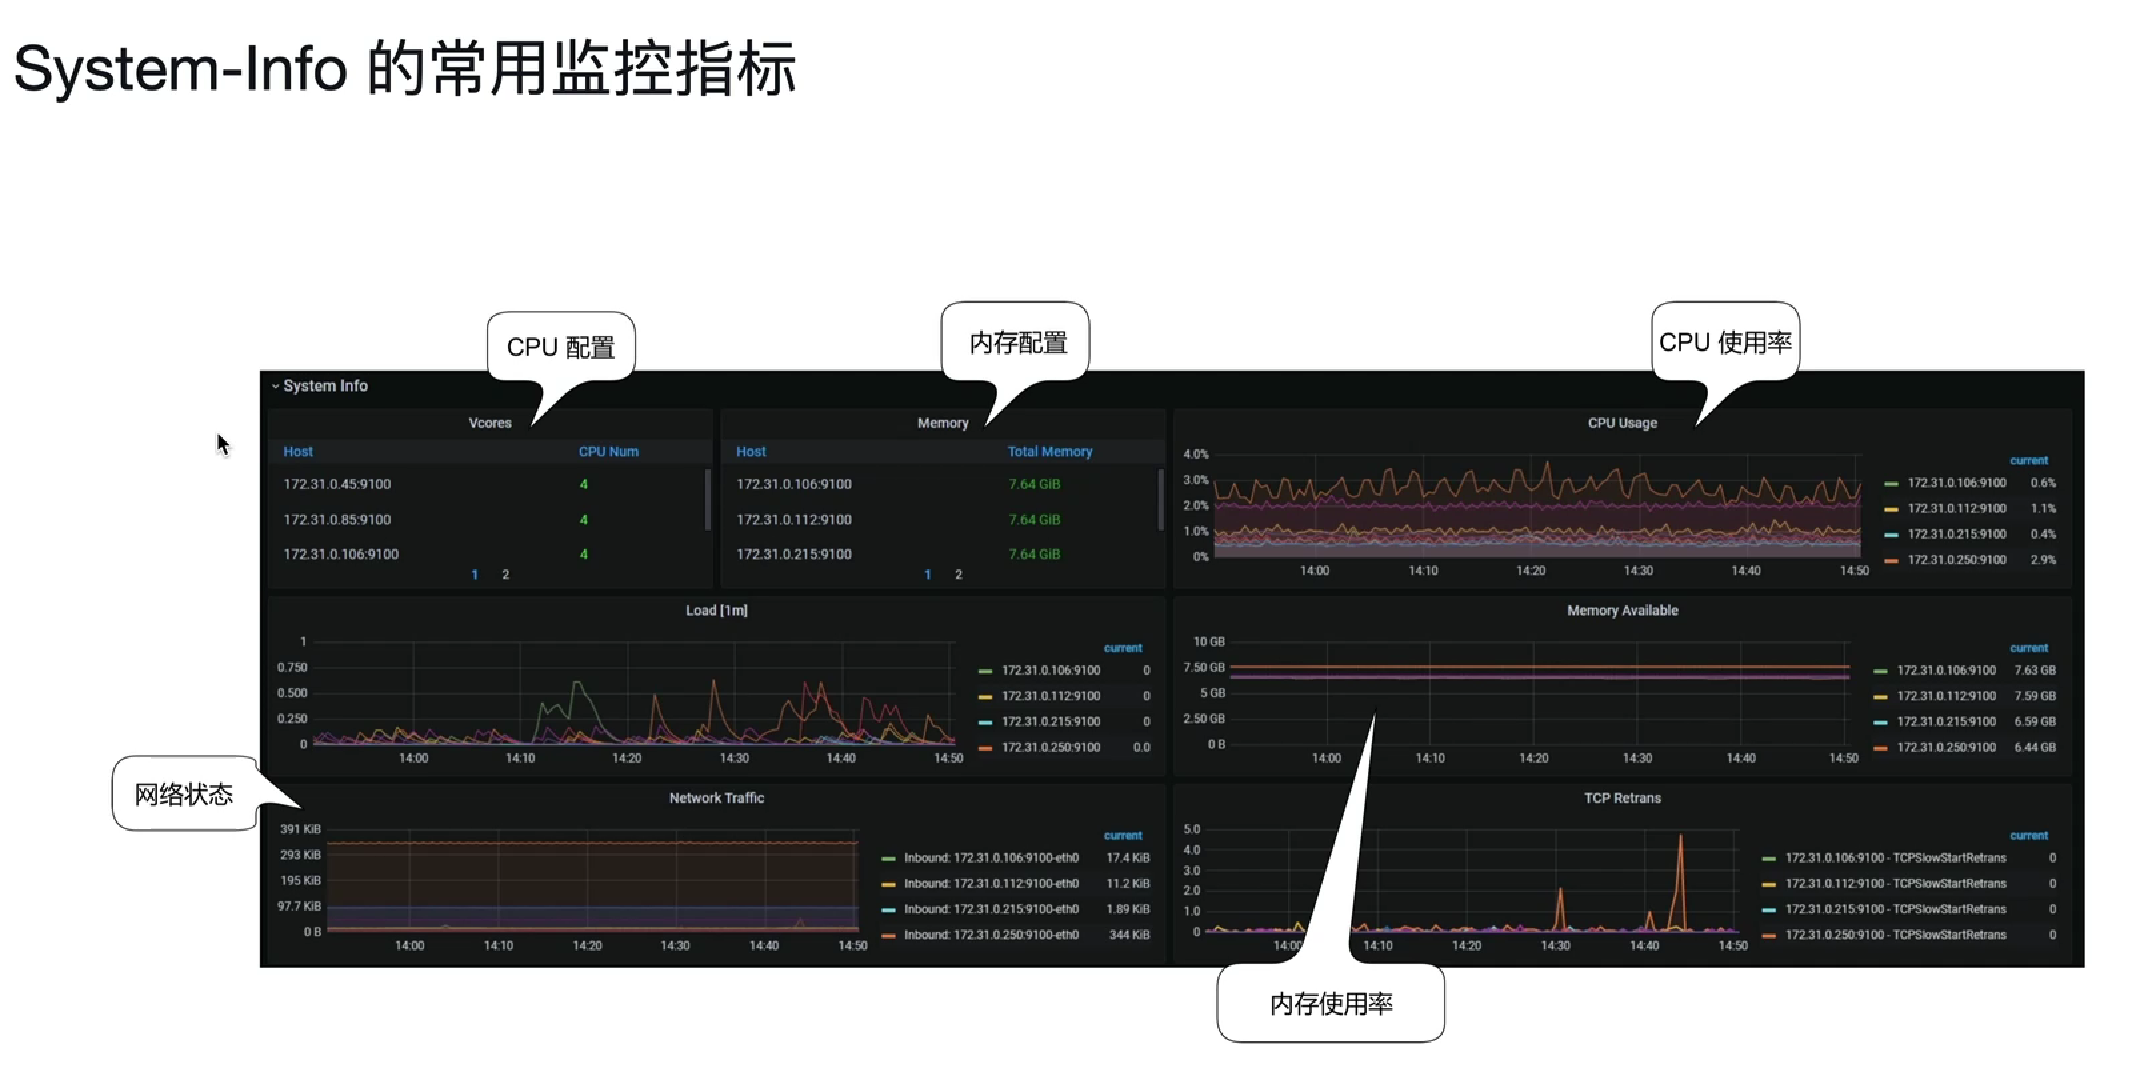 System-Info 的常用监控指标
CPU 配置
内存配置
CPU 使用率
System Info
Vcores
Host CPU Num
172.31.0.45:9100 4
172.31.0.85:9100 4
172.31.0.106:9100 4
1 2
Memory
Host Total Memory
172.31.0.106:9100 7.64 GiB
172.31.0.112:9100 7.64 GiB
172.31.0.215:9100 7.64 GiB
1 2
CPU Usage
4.0%
3.0%
2.0%
1.0%
0%
14:00 14:10 14:20 14:30 14:40 14:50
current
172.31.0.106:9100 0.6%
172.31.0.112:9100 1.1%
172.31.0.215:9100 0.4%
172.31.0.250:9100 2.9%
Load [1m]
1
0.750
0.500
0.250
0
14:00 14:10 14:20 14:30 14:40 14:50
current
172.31.0.106:9100 0
172.31.0.112:9100 0
172.31.0.215:9100 0
172.31.0.250:9100 0.0
Memory Available
10 GB
7.50 GB
5 GB
2.50 GB
0 B
14:00 14:10 14:20 14:30 14:40 14:50
current
172.31.0.106:9100 7.63 GB
172.31.0.112:9100 7.59 GB
172.31.0.215:9100 6.59 GB
172.31.0.250:9100 6.44 GB
网络状态
Network Traffic
391 KiB
293 KiB
195 KiB
97.7 KiB
0 B
14:00 14:10 14:20 14:30 14:40 14:50
current
Inbound: 172.31.0.106:9100-eth0 17.4 KiB
Inbound: 172.31.0.112:9100-eth0 11.2 KiB
Inbound: 172.31.0.215:9100-eth0 1.89 KiB
Inbound: 172.31.0.250:9100-eth0 344 KiB
TCP Retrans
5.0
4.0
3.0
2.0
1.0
0
14:00 14:10 14:20 14:30 14:40 14:50
current
172.31.0.106:9100 - TCPSlowStartRetrans 0
172.31.0.112:9100 - TCPSlowStartRetrans 0
172.31.0.215:9100 - TCPSlowStartRetrans 0
172.31.0.250:9100 - TCPSlowStartRetrans 0
内存使用率